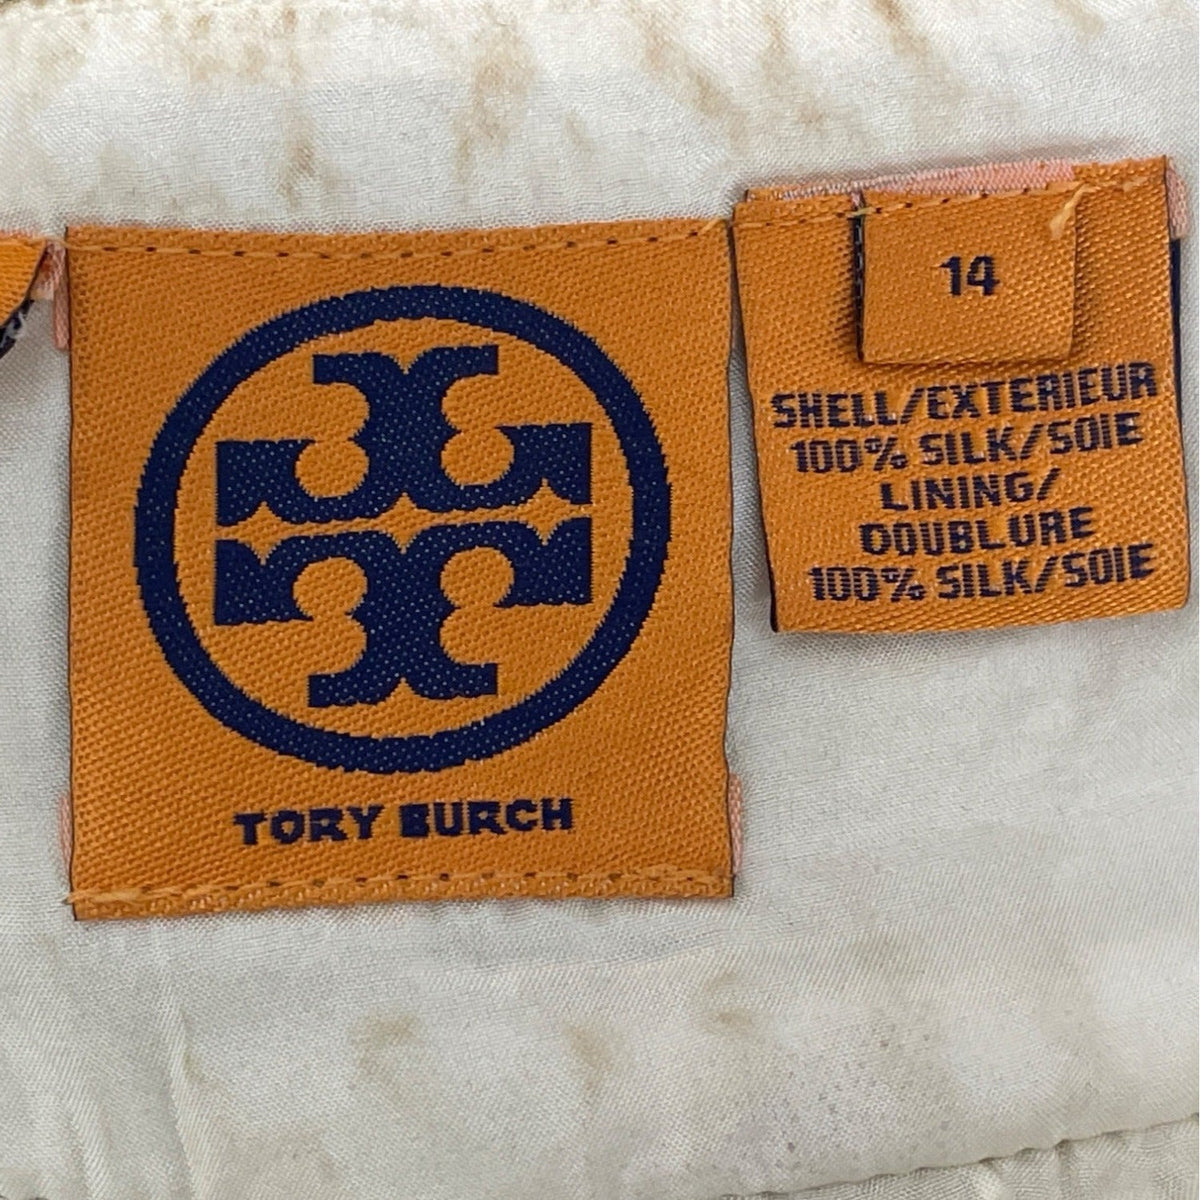 TORY BURCH
14
SHELL/EXTERIEUR
100% SILK/SOIE
LINING/
DOUBLURE
100% SILK/SOIE